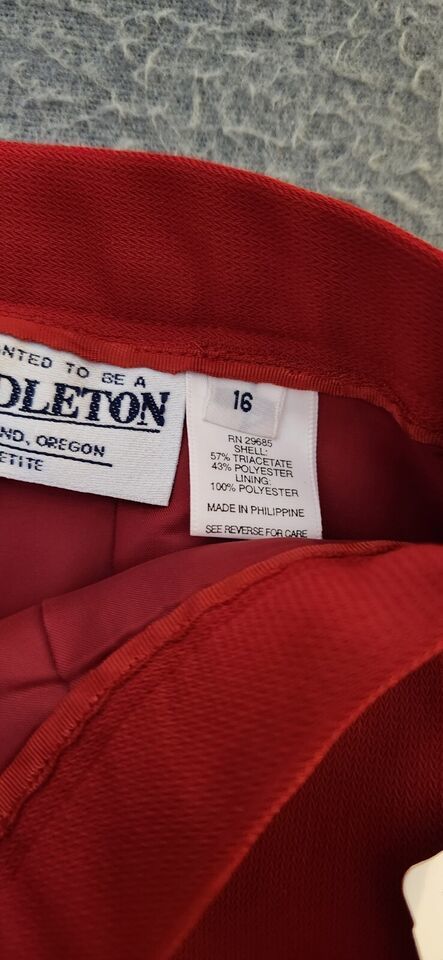 NTED TO BE A
DLETON
ND, OREGON
ETITE
16
RN 29685
SHELL:
57% TRIACETATE
43% POLYESTER
LINING:
100% POLYESTER
MADE IN PHILIPPINE
SEE REVERSE FOR CARE